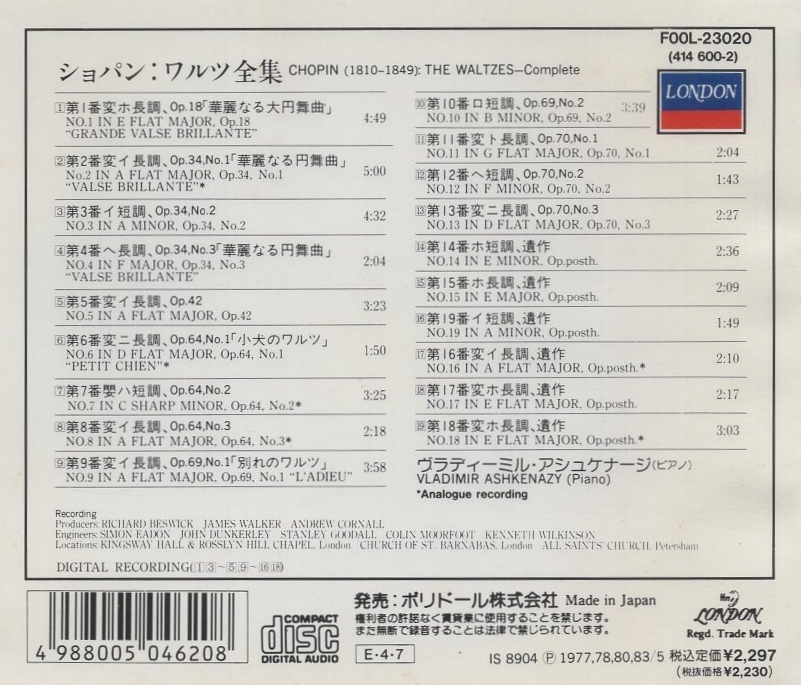 F00L-23020
(414 600-2)
LONDON
ショパン:ワルツ全集 CHOPIN (1810-1849): THE WALTZES—Complete
1 第1番変ホ長調、Op.18「華麗なる大円舞曲」
NO.1 IN E FLAT MAJOR, Op.18 4:49
"GRANDE VALSE BRILLANTE"
2 第2番変イ長調、Op.34,No.1「華麗なる円舞曲」
No.2 IN A FLAT MAJOR, Op.34, No.1 5:00
"VALSE BRILLANTE"*
3 第3番イ短調、Op.34,No.2
NO.3 IN A MINOR, Op.34, No.2 4:32
4 第4番ヘ長調、Op.34,No.3「華麗なる円舞曲」
NO.4 IN F MAJOR, Op.34, No.3 2:04
"VALSE BRILLANTE"
5 第5番変イ長調、Op.42
NO.5 IN A FLAT MAJOR, Op.42 3:23
6 第6番変ニ長調、Op.64,No.1「小犬のワルツ」
NO.6 IN D FLAT MAJOR, Op.64, No.1 1:50
"PETIT CHIEN"*
7 第7番嬰ハ短調、Op.64,No.2
NO.7 IN C SHARP MINOR, Op.64, No.2* 3:25
8 第8番変イ長調、Op.64,No.3
NO.8 IN A FLAT MAJOR, Op.64, No.3* 2:18
9 第9番変イ長調、Op.69,No.1「別れのワルツ」
NO.9 IN A FLAT MAJOR, Op.69, No.1 "L'ADIEU" 3:58
10 第10番ロ短調、Op.69,No.2 3:39
NO.10 IN B MINOR, Op.69, No.2
11 第11番変ト長調、Op.70,No.1
NO.11 IN G FLAT MAJOR, Op.70, No.1 2:04
12 第12番ヘ短調、Op.70,No.2
NO.12 IN F MINOR, Op.70, No.2 1:43
13 第13番変ニ長調、Op.70,No.3
NO.13 IN D FLAT MAJOR, Op.70, No.3 2:27
14 第14番ホ短調、遺作
NO.14 IN E MINOR, Op.posth. 2:36
15 第15番ホ長調、遺作
NO.15 IN E MAJOR, Op.posth. 2:09
16 第19番イ短調、遺作
NO.19 IN A MINOR, Op.posth. 1:49
17 第16番変イ長調、遺作
NO.16 IN A FLAT MAJOR, Op.posth.* 2:10
18 第17番変ホ長調、遺作
NO.17 IN E FLAT MAJOR, Op.posth. 2:17
19 第18番変ホ長調、遺作
NO.18 IN E FLAT MAJOR, Op.posth.* 3:03
ヴラディーミル・アシュケナージ(ピアノ)
VLADIMIR ASHKENAZY (Piano)
*Analogue recording
Recording
Producers: RICHARD BESWICK JAMES WALKER ANDREW CORNALL
Engineers: SIMON EADON JOHN DUNKERLEY STANLEY GOODALL COLIN MOORFOOT KENNETH WILKINSON
Locations: KINGSWAY HALL & ROSSLYN HILL CHAPEL, London CHURCH OF ST. BARNABAS, London ALL SAINTS' CHURCH, Petersham
DIGITAL RECORDING(1 3~5 9~16 18)
4 988005 046208
COMPACT disc DIGITAL AUDIO
発売:ポリドール株式会社 Made in Japan
権利者の許諾なく賃貸業に使用することを禁じます。
また無断で録音することは法律で禁じられています。
E・4・7
IS 8904 Ⓟ 1977,78,80,83/5 税込定価¥2,297
(税抜価格¥2,230)
LONDON
Regd. Trade Mark